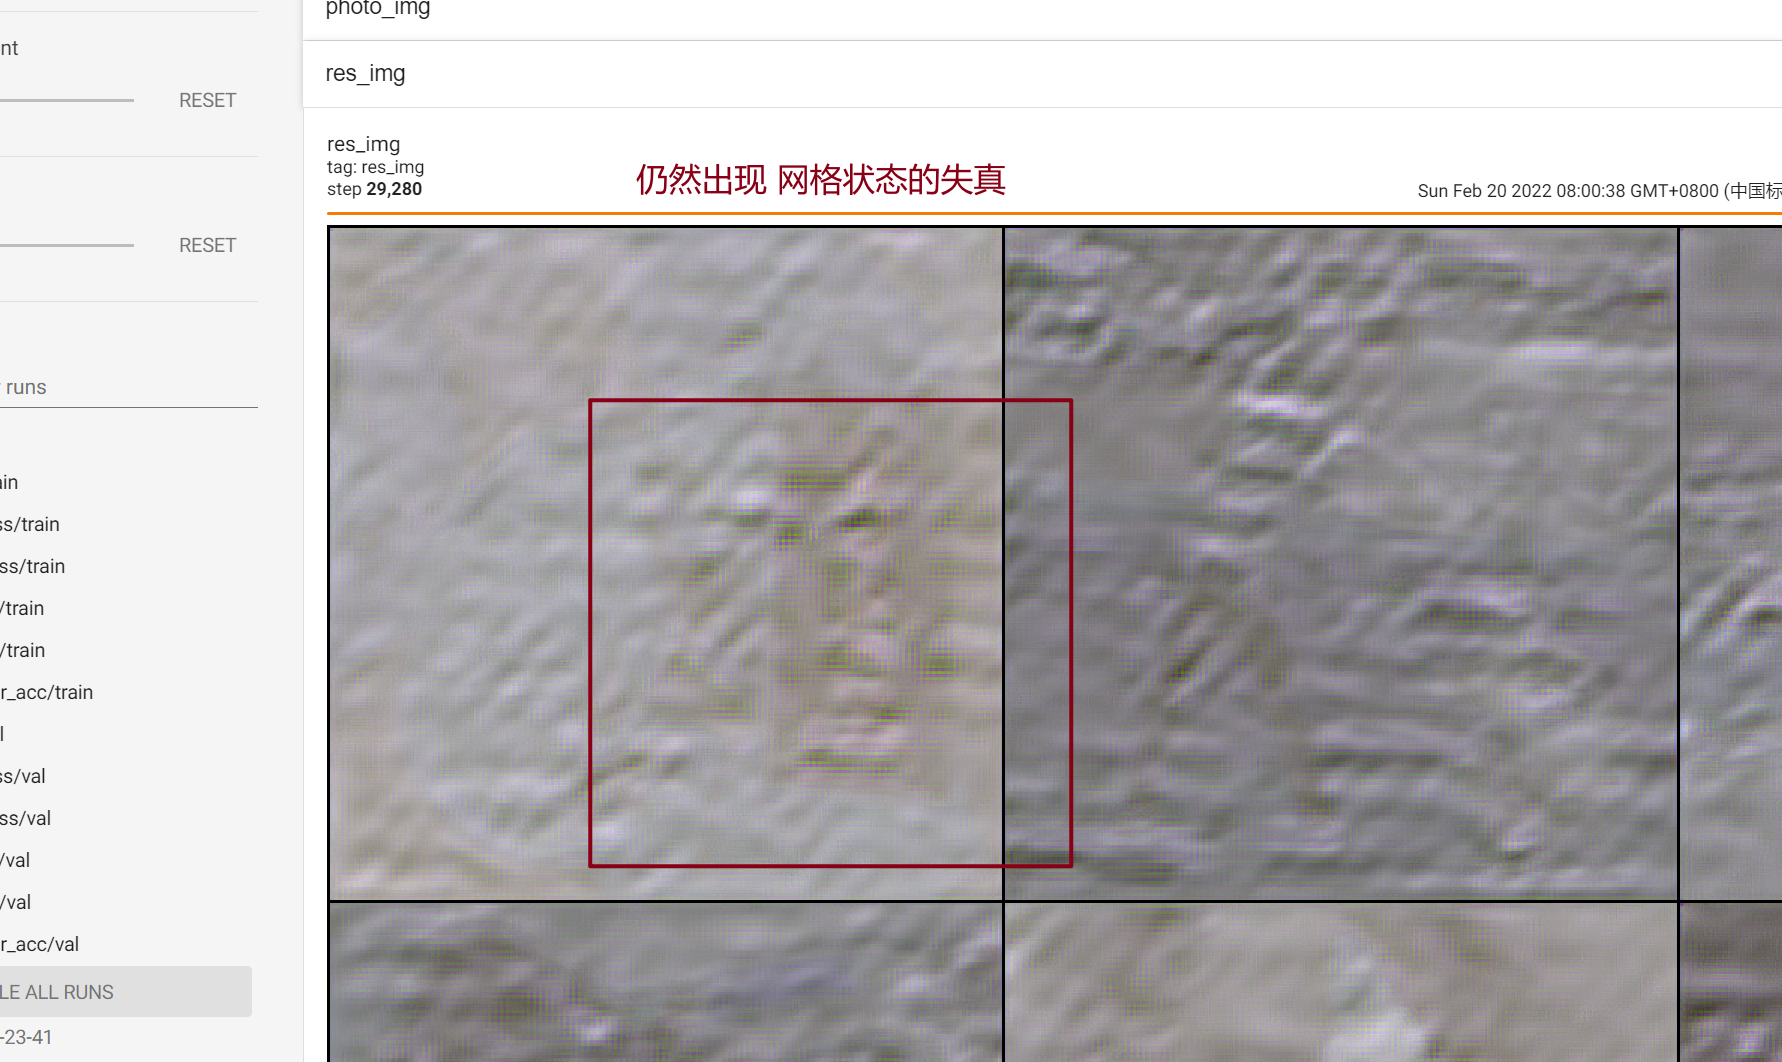 photo_img
nt
res_img
RESET
res_img
tag: res_img
step 29,280
仍然出现 网格状态的失真
Sun Feb 20 2022 08:00:38 GMT+0800 (中国标
RESET
runs
in
ss/train
ss/train
/train
/train
r_acc/train
l
ss/val
ss/val
/val
/val
r_acc/val
LE ALL RUNS
-23-41